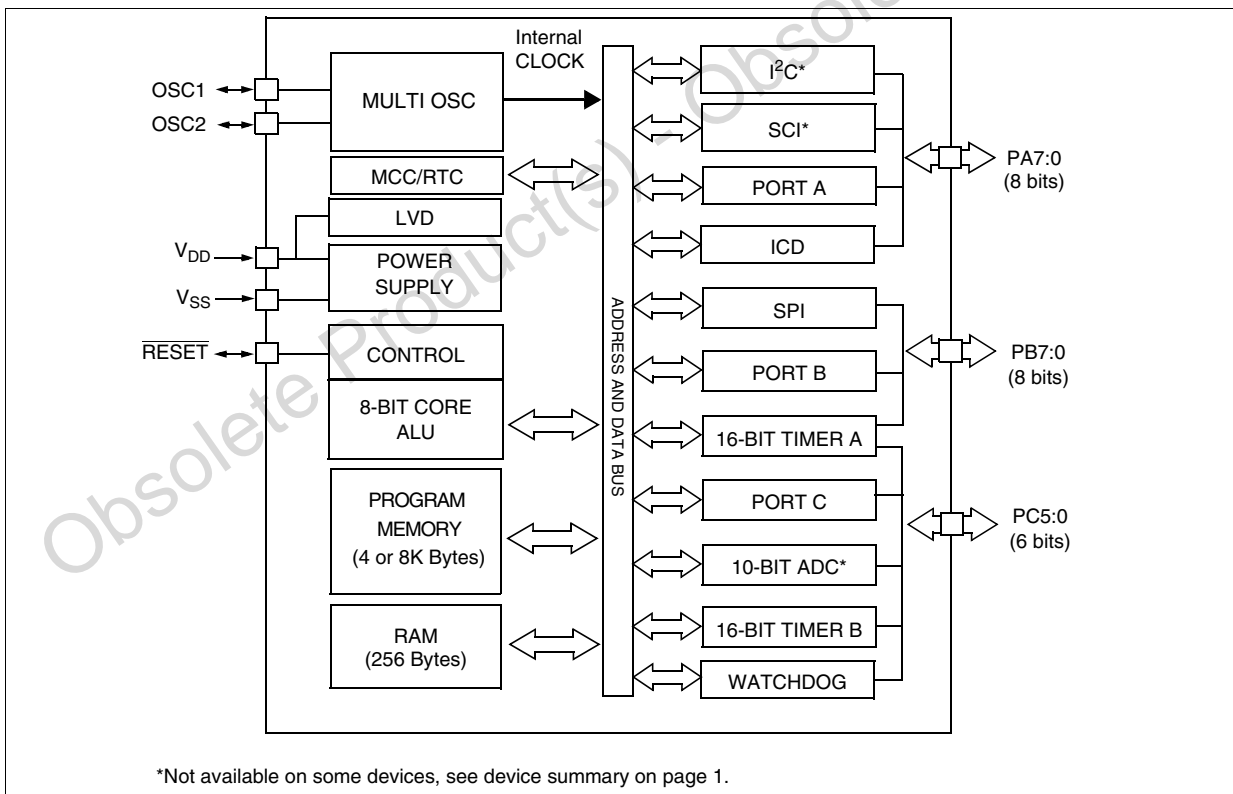 Obsolete Product(s) - Obsole
Internal
CLOCK
OSC1
OSC2
MULTI OSC
MCC/RTC
LVD
VDD
POWER
SUPPLY
VSS
RESET
CONTROL
8-BIT CORE
ALU
PROGRAM
MEMORY
(4 or 8K Bytes)
RAM
(256 Bytes)
ADDRESS AND DATA BUS
I²C*
SCI*
PORT A
ICD
PA7:0
(8 bits)
SPI
PORT B
16-BIT TIMER A
PB7:0
(8 bits)
PORT C
10-BIT ADC*
16-BIT TIMER B
WATCHDOG
PC5:0
(6 bits)
*Not available on some devices, see device summary on page 1.